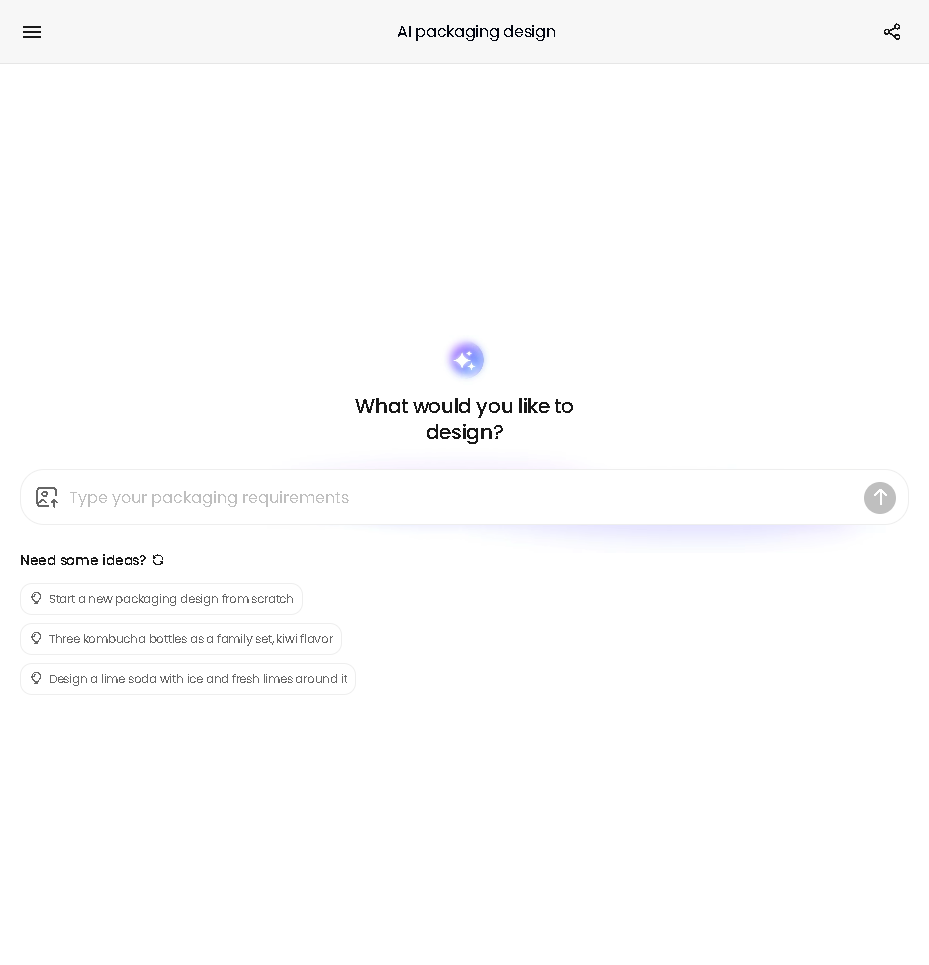 AI packaging design
What would you like to
design?
Type your packaging requirements
Need some ideas?
Start a new packaging design from scratch
Three kombucha bottles as a family set, kiwi flavor
Design a lime soda with ice and fresh limes around it